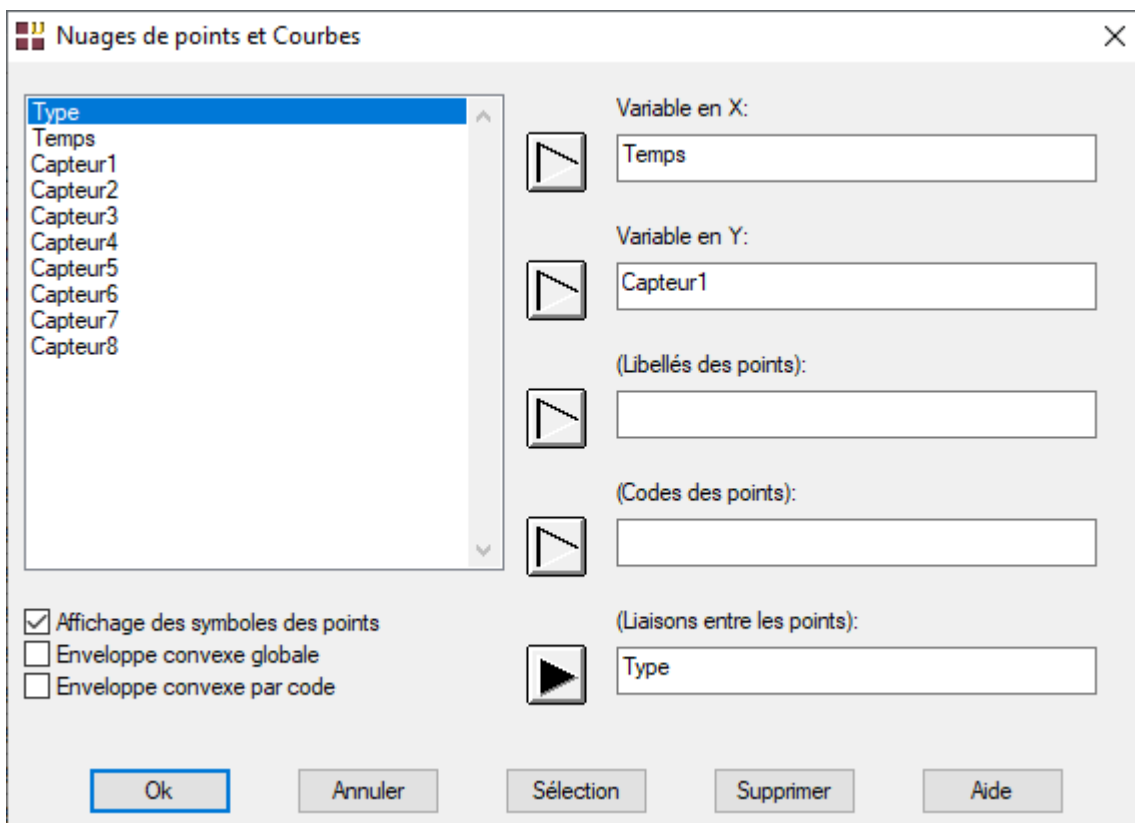 Nuages de points et Courbes
Type
Temps
Capteur1
Capteur2
Capteur3
Capteur4
Capteur5
Capteur6
Capteur7
Capteur8
Affichage des symboles des points
Enveloppe convexe globale
Enveloppe convexe par code
Variable en X:
Temps
Variable en Y:
Capteur1
(Libellés des points):
(Codes des points):
(Liaisons entre les points):
Type
Ok
Annuler
Sélection
Supprimer
Aide